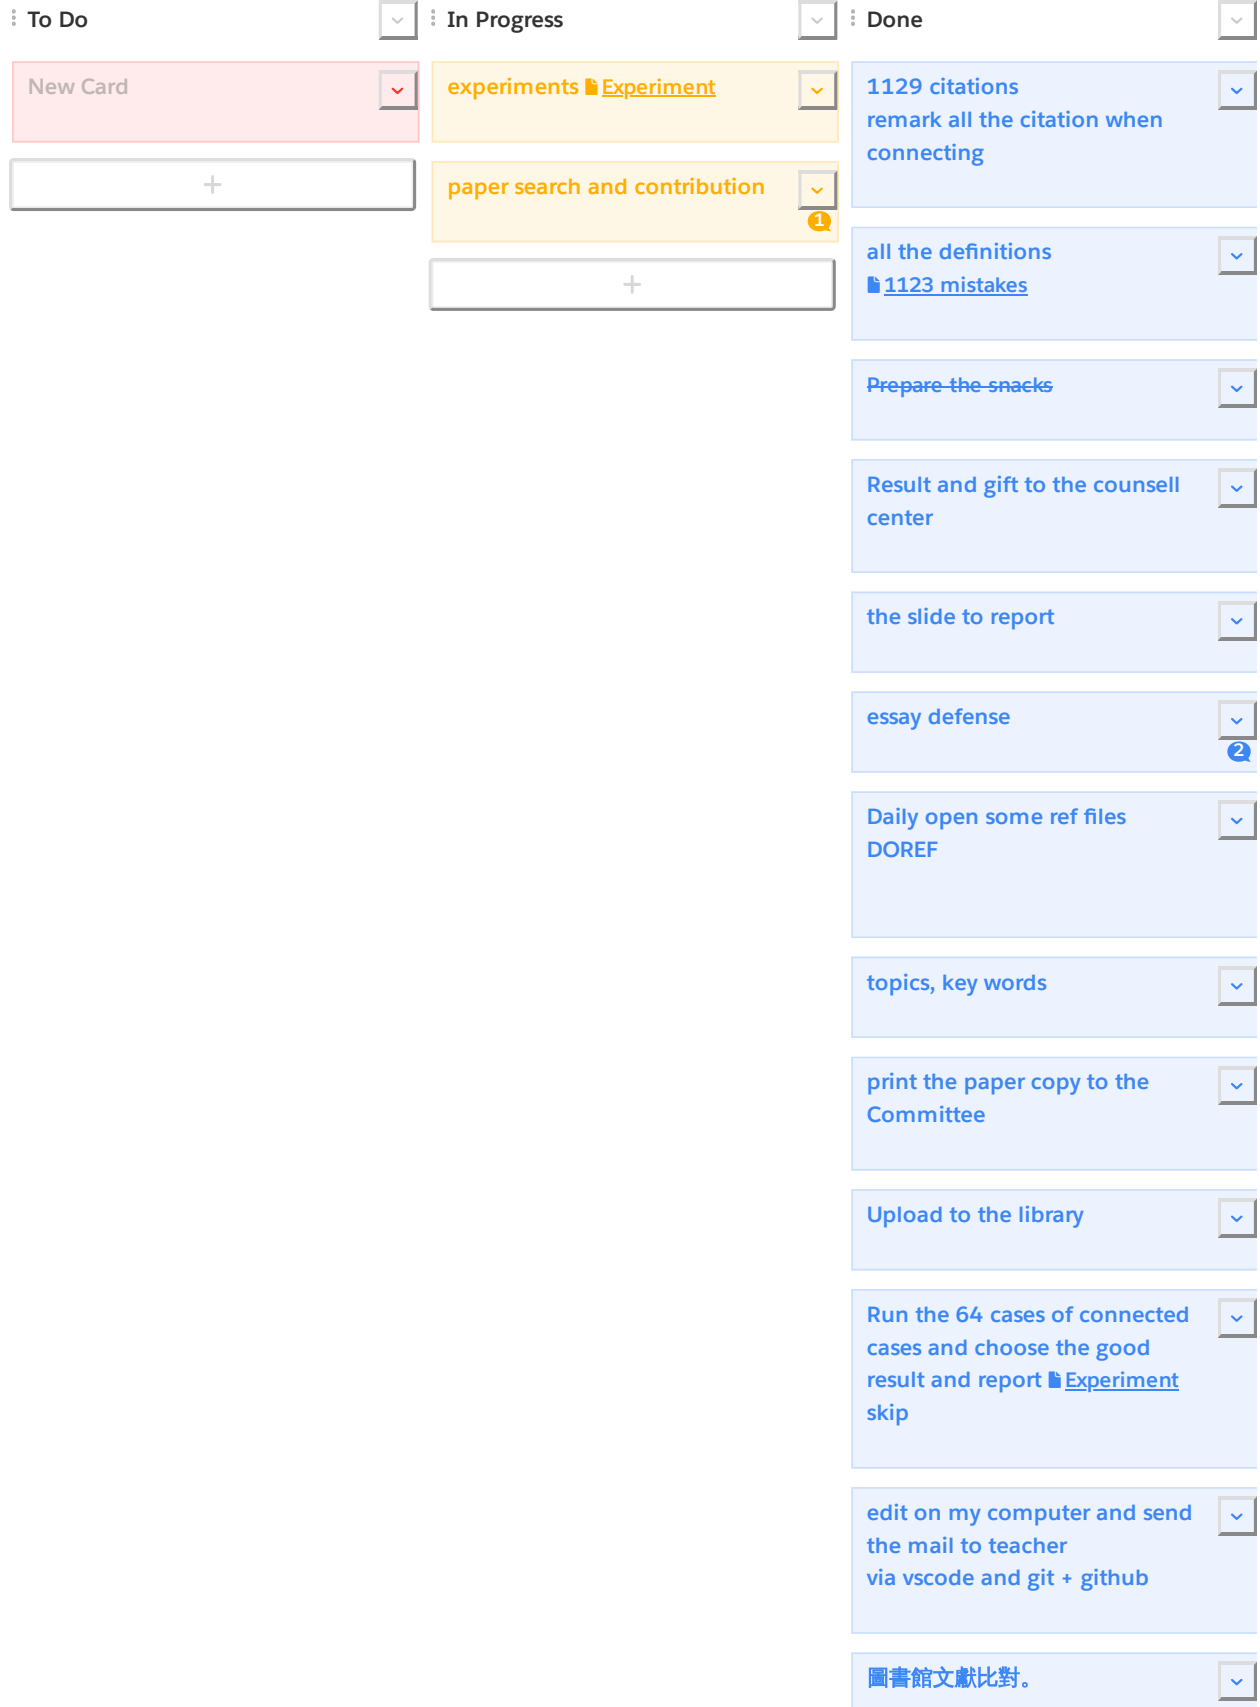 To Do
New Card
+
In Progress
experiments Experiment
paper search and contribution
1
+
Done
1129 citations
remark all the citation when
connecting
all the definitions
1123 mistakes
Prepare the snacks
Result and gift to the counsell
center
the slide to report
essay defense
2
Daily open some ref files
DOREF
topics, key words
print the paper copy to the
Committee
Upload to the library
Run the 64 cases of connected
cases and choose the good
result and report Experiment
skip
edit on my computer and send
the mail to teacher
via vscode and git + github
圖書館文獻比對。